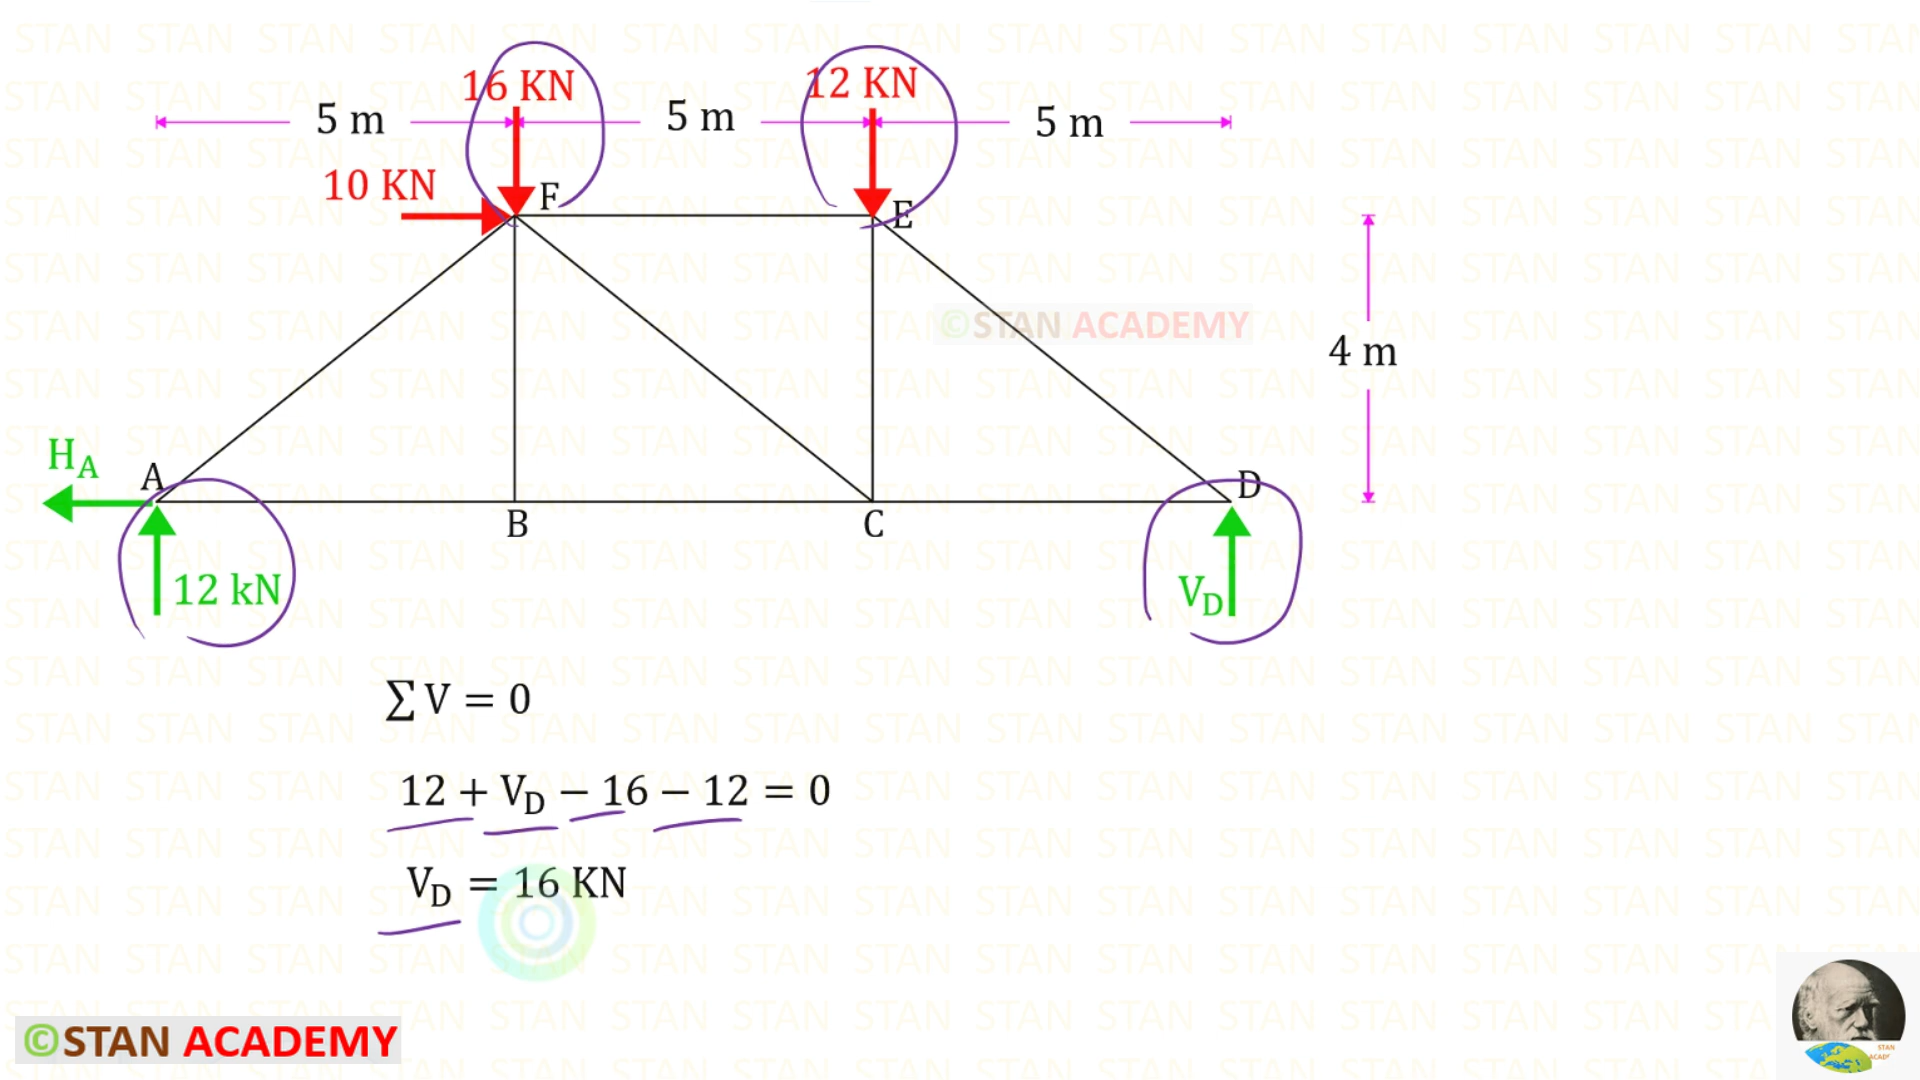 16 KN
12 KN
5 m
5 m
5 m
10 KN
F
E
©STAN ACADEMY
4 m
H_A
A
D
B
C
12 kN
V_D
∑ V = 0
12 + V_D − 16 − 12 = 0
V_D = 16 KN
©STAN ACADEMY
STAN